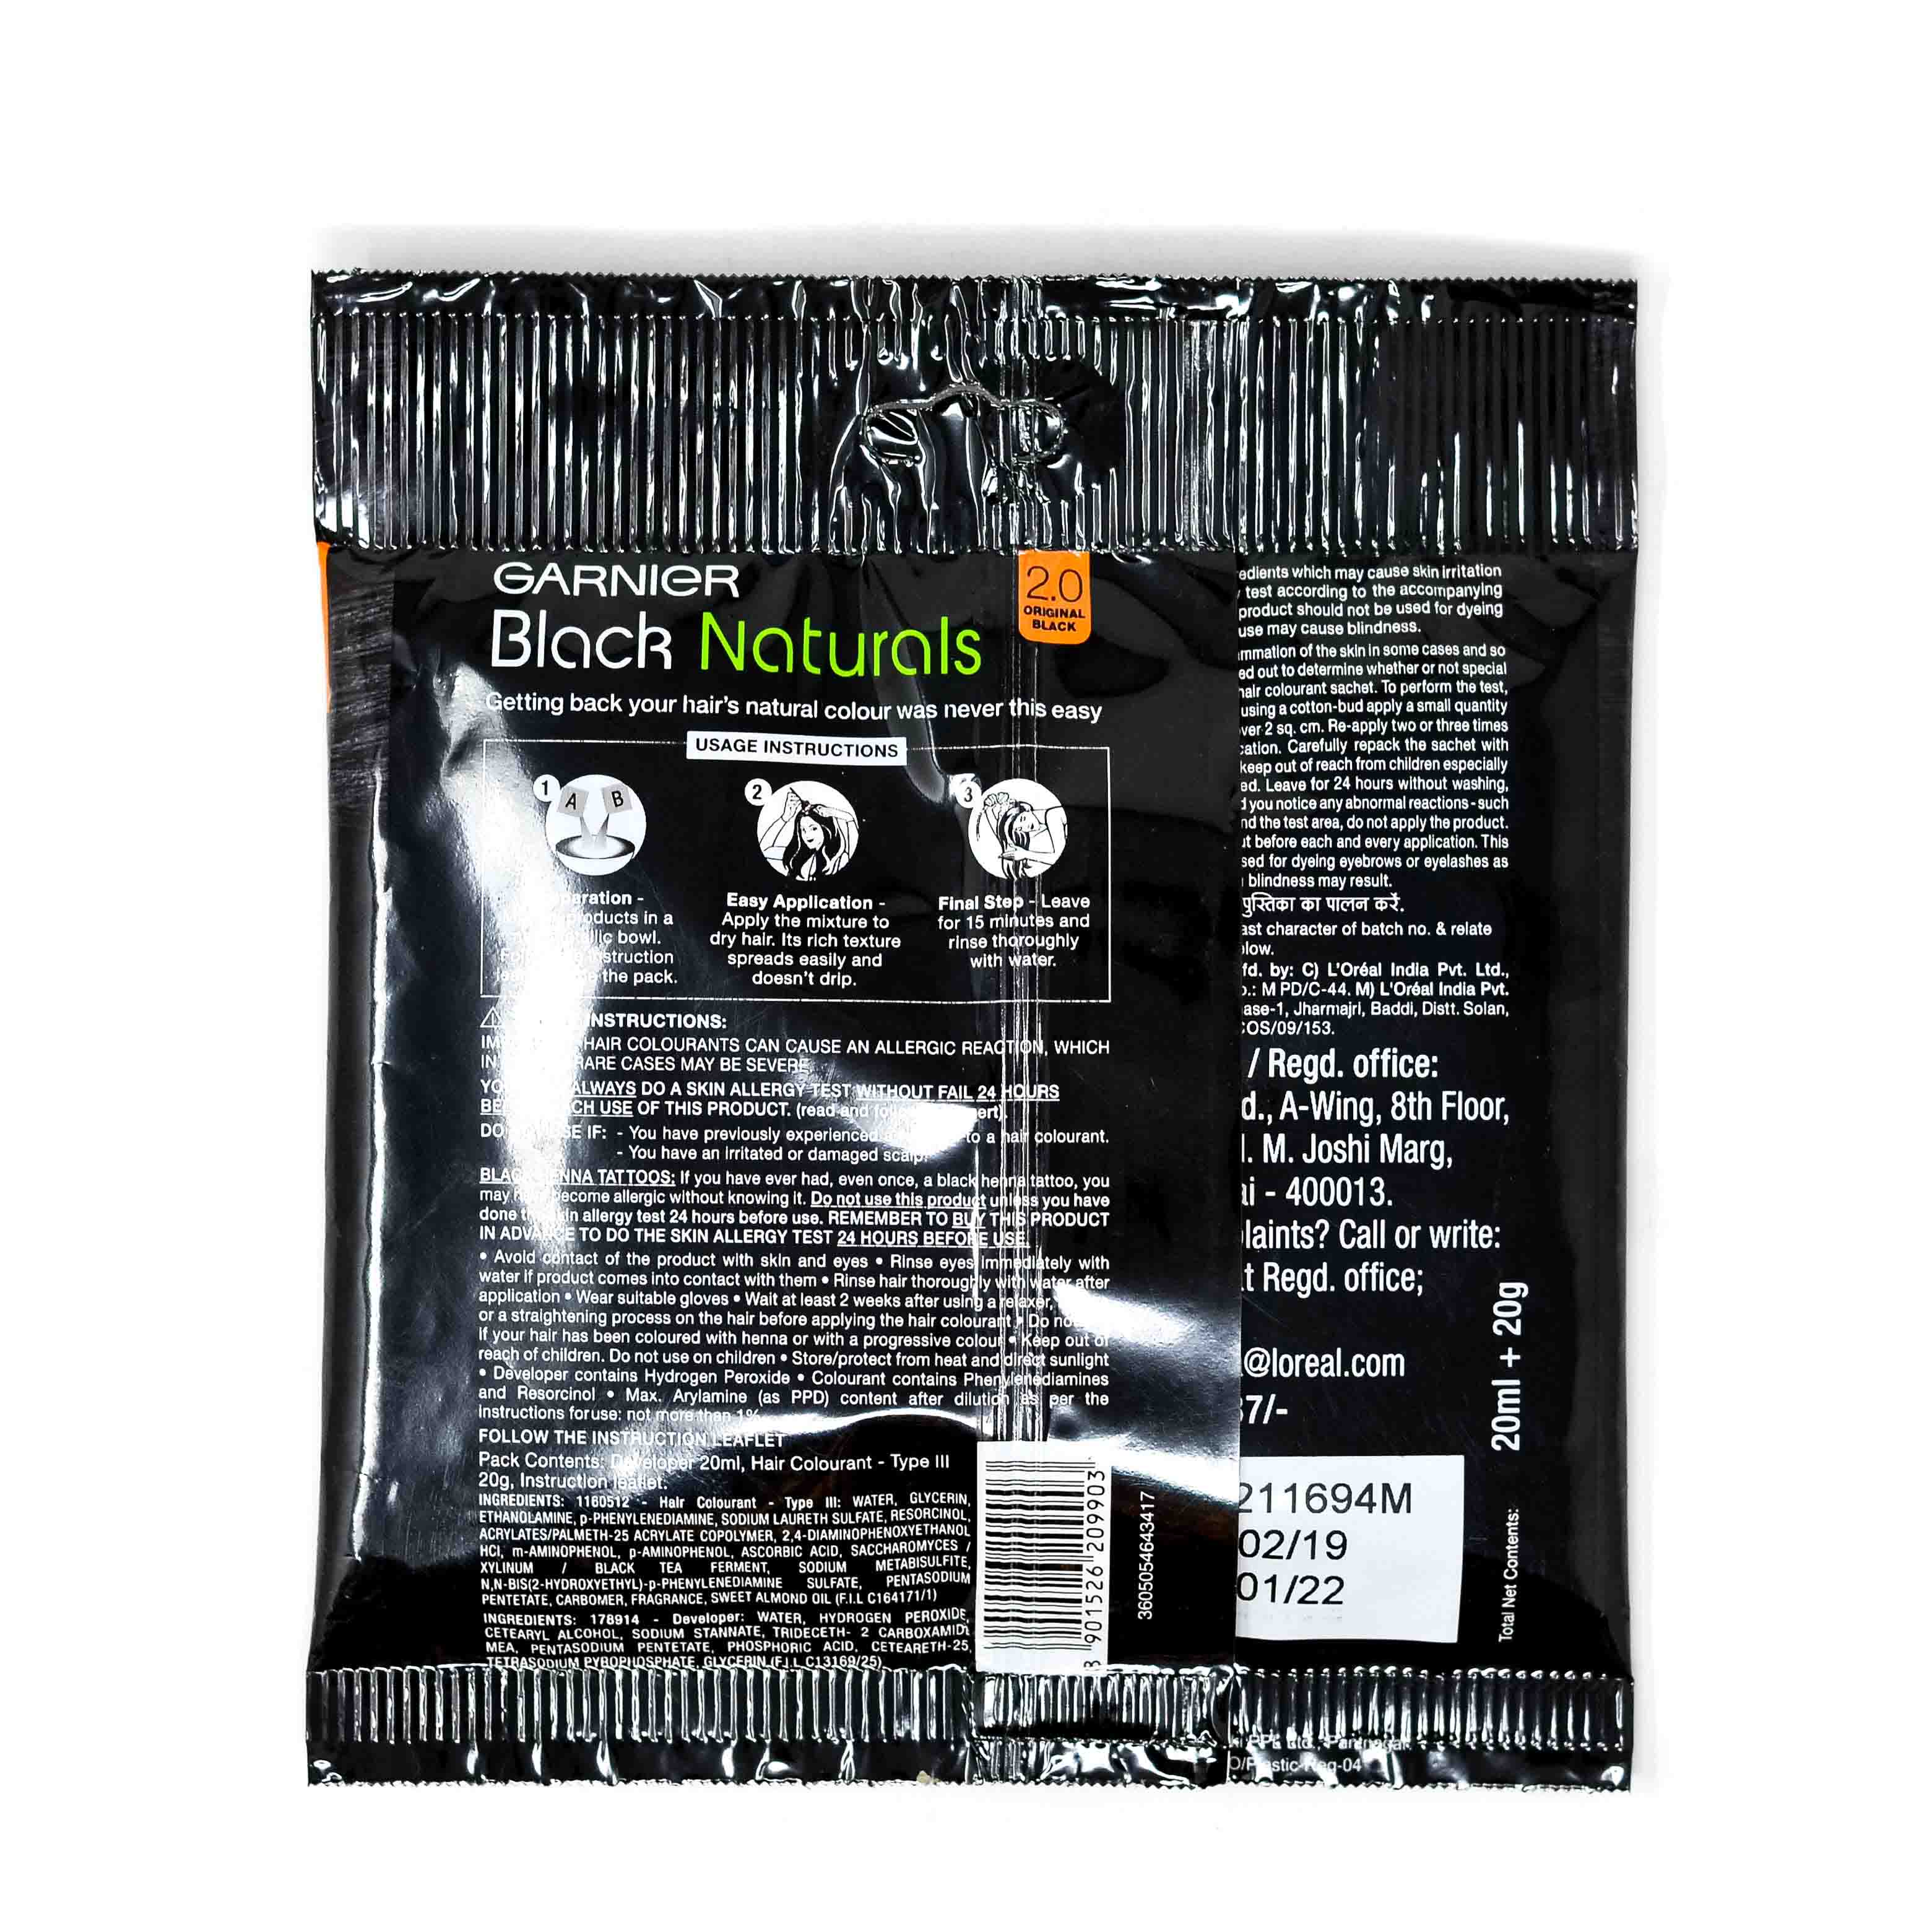 GARNIER
Black Naturals
2.0
ORIGINAL
BLACK
Getting back your hair's natural colour was never this easy
USAGE INSTRUCTIONS
1
A B
products in a
bowl.
the pack.
2
Easy Application -
Apply the mixture to
dry hair. Its rich texture
spreads easily and
doesn't drip.
3
Final Step - Leave
for 15 minutes and
rinse thoroughly
with water.
INSTRUCTIONS:
HAIR COLOURANTS CAN CAUSE AN ALLERGIC REACTION, WHICH
RARE CASES MAY BE SEVERE
ALWAYS DO A SKIN ALLERGY TEST WITHOUT FAIL 24 HOURS
USE OF THIS PRODUCT. (read and
IF: - You have previously experienced to a hair colourant.
- You have an irritated or damaged scalp.
TATTOOS: If you have ever had, even once, a black henna tattoo, you
may become allergic without knowing it. Do not use this product unless you have
done allergy test 24 hours before use. REMEMBER TO BUY THIS PRODUCT
IN ADVANCE TO DO THE SKIN ALLERGY TEST 24 HOURS BEFORE USE.
• Avoid contact of the product with skin and eyes • Rinse eyes immediately with
water if product comes into contact with them • Rinse hair thoroughly with water after
application • Wear suitable gloves • Wait at least 2 weeks after using a relaxer,
or a straightening process on the hair before applying the hair colourant • Do
If your hair has been coloured with henna or with a progressive colour • Keep out of
reach of children. Do not use on children • Store/protect from heat and direct sunlight
• Developer contains Hydrogen Peroxide • Colourant contains Phenylenediamines
and Resorcinol • Max. Arylamine (as PPD) content after dilution as per the
instructions for use: not more than 1%
FOLLOW THE INSTRUCTION LEAFLET
Pack Contents: Developer 20ml, Hair Colourant - Type III
20g, Instruction leaflet.
INGREDIENTS: 1160512 - Hair Colourant - Type III: WATER, GLYCERIN,
ETHANOLAMINE, p-PHENYLENEDIAMINE, SODIUM LAURETH SULFATE, RESORCINOL,
ACRYLATES/PALMETH-25 ACRYLATE COPOLYMER, 2,4-DIAMINOPHENOXYETHANOL
HCl, m-AMINOPHENOL, p-AMINOPHENOL, ASCORBIC ACID, SACCHAROMYCES /
XYLINUM / BLACK TEA FERMENT, SODIUM METABISULFITE,
N,N-BIS(2-HYDROXYETHYL)-p-PHENYLENEDIAMINE SULFATE, PENTASODIUM
PENTETATE, CARBOMER, FRAGRANCE, SWEET ALMOND OIL (F.I.L C164171/1)
INGREDIENTS: 178914 - Developer: WATER, HYDROGEN PEROXIDE,
CETEARYL ALCOHOL, SODIUM STANNATE, TRIDECETH- 2 CARBOXAMIDE
MEA, PENTASODIUM PENTETATE, PHOSPHORIC ACID, CETEARETH-25,
TETRASODIUM PYROPHOSPHATE, GLYCERIN (F.I.L C13169/25)
8 901526 209903
3605054643417
edients which may cause skin irritation
test according to the accompanying
product should not be used for dyeing
use may cause blindness.
mmation of the skin in some cases and so
ed out to determine whether or not special
hair colourant sachet. To perform the test,
using a cotton-bud apply a small quantity
ver 2 sq. cm. Re-apply two or three times
cation. Carefully repack the sachet with
keep out of reach from children especially
ed. Leave for 24 hours without washing,
d you notice any abnormal reactions - such
nd the test area, do not apply the product.
ut before each and every application. This
sed for dyeing eyebrows or eyelashes as
blindness may result.
पुस्तिका का पालन करें.
ast character of batch no. & relate
low.
fd. by: C) L'Oréal India Pvt. Ltd.,
o.: M PD/C-44. M) L'Oréal India Pvt.
ase-1, Jharmajri, Baddi, Distt. Solan,
COS/09/153.
/ Regd. office:
d., A-Wing, 8th Floor,
. M. Joshi Marg,
ai - 400013.
laints? Call or write:
t Regd. office;
@loreal.com
7/-
211694M
02/19
01/22
Total Net Contents: 20ml + 20g